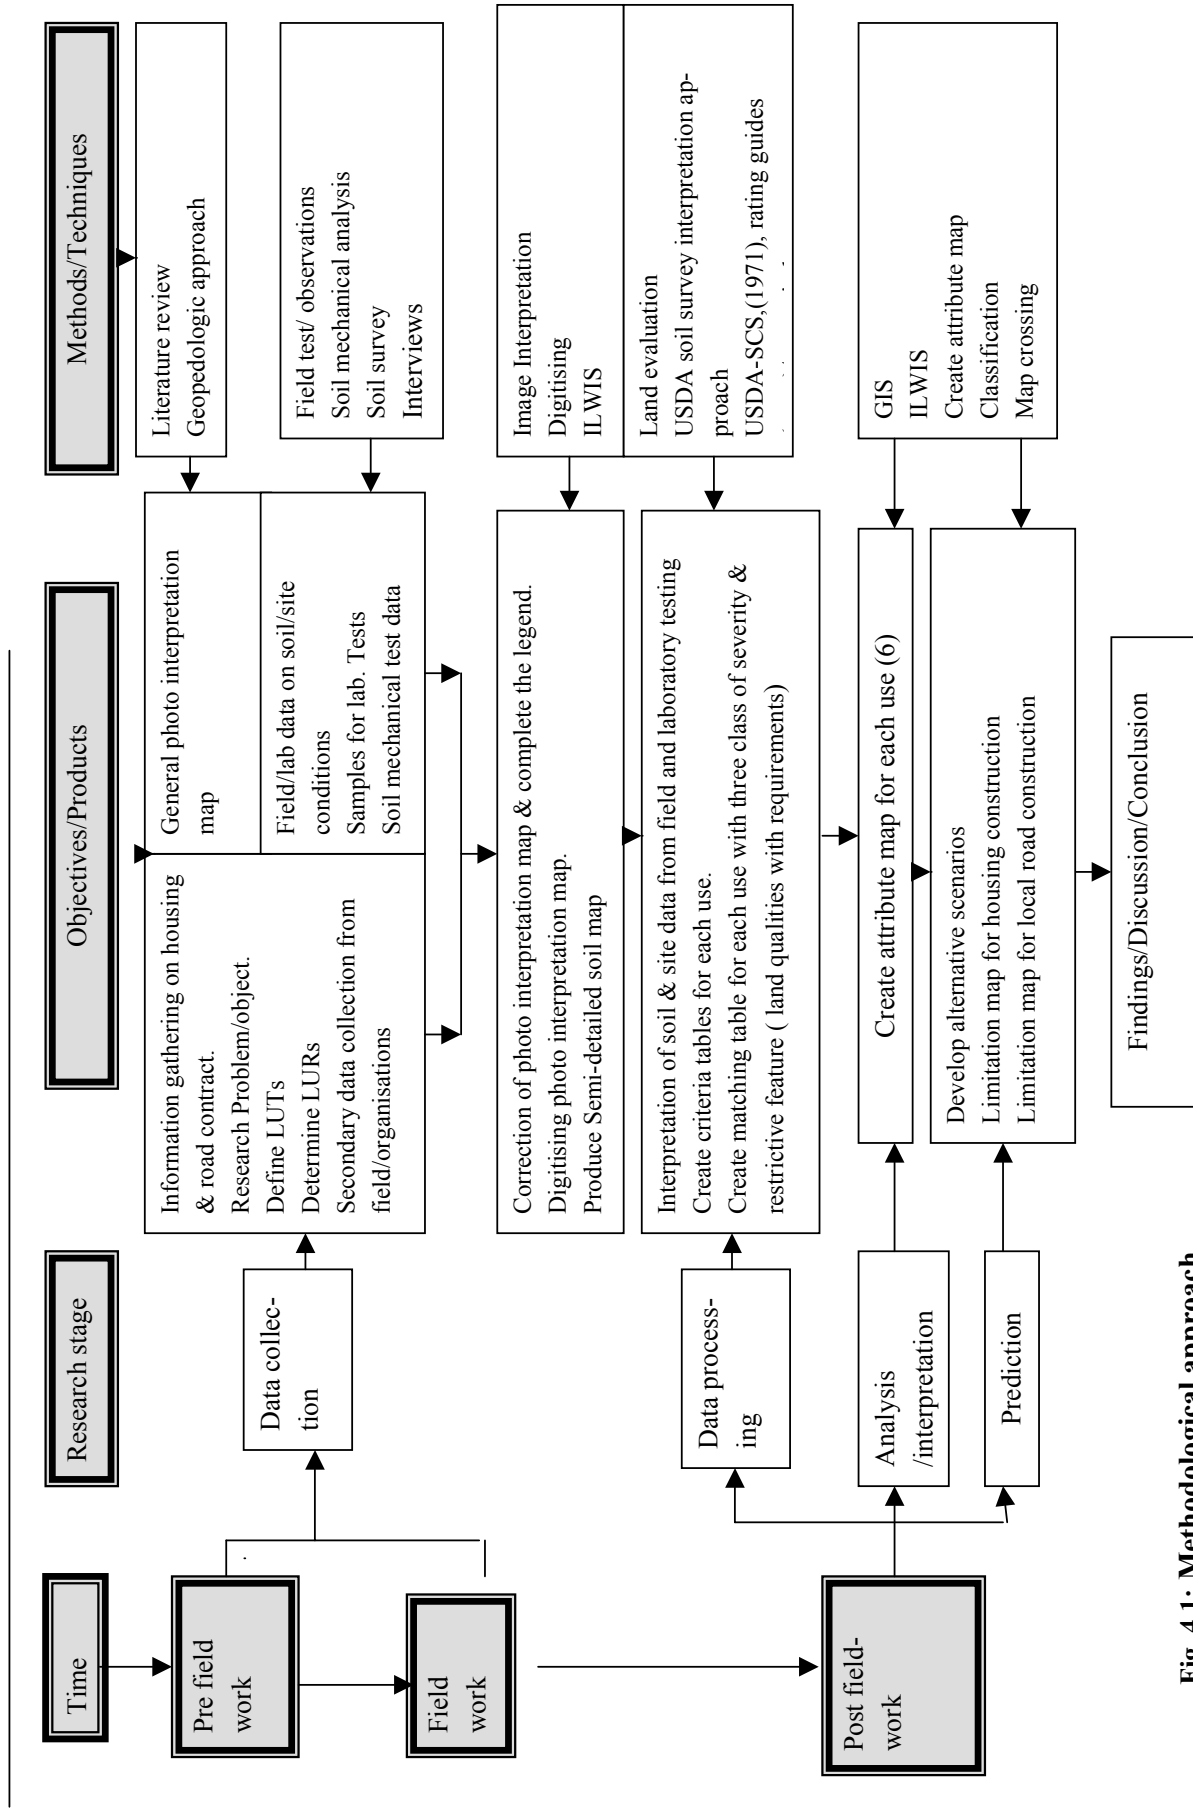 Time
Research stage
Objectives/Products
Methods/Techniques
Pre field
work
Field
work
Post field-
work
Data collec-
tion
Data process-
ing
Analysis
/interpretation
Prediction
Information gathering on housing
& road contract.
Research Problem/object.
Define LUTs
Determine LURs
Secondary data collection from
field/organisations
General photo interpretation
map
Field/lab data on soil/site
conditions
Samples for lab. Tests
Soil mechanical test data
Correction of photo interpretation map & complete the legend.
Digitising photo interpretation map.
Produce Semi-detailed soil map
Interpretation of soil & site data from field and laboratory testing
Create criteria tables for each use.
Create matching table for each use with three class of severity &
restrictive feature ( land qualities with requirements)
Create attribute map for each use (6)
Develop alternative scenarios
Limitation map for housing construction
Limitation map for local road construction
Findings/Discussion/Conclusion
Literature review
Geopedologic approach
Field test/ observations
Soil mechanical analysis
Soil survey
Interviews
Image Interpretation
Digitising
ILWIS
Land evaluation
USDA soil survey interpretation ap-
proach
USDA-SCS,(1971), rating guides
GIS
ILWIS
Create attribute map
Classification
Map crossing
Fig. 4.1: Methodological approach